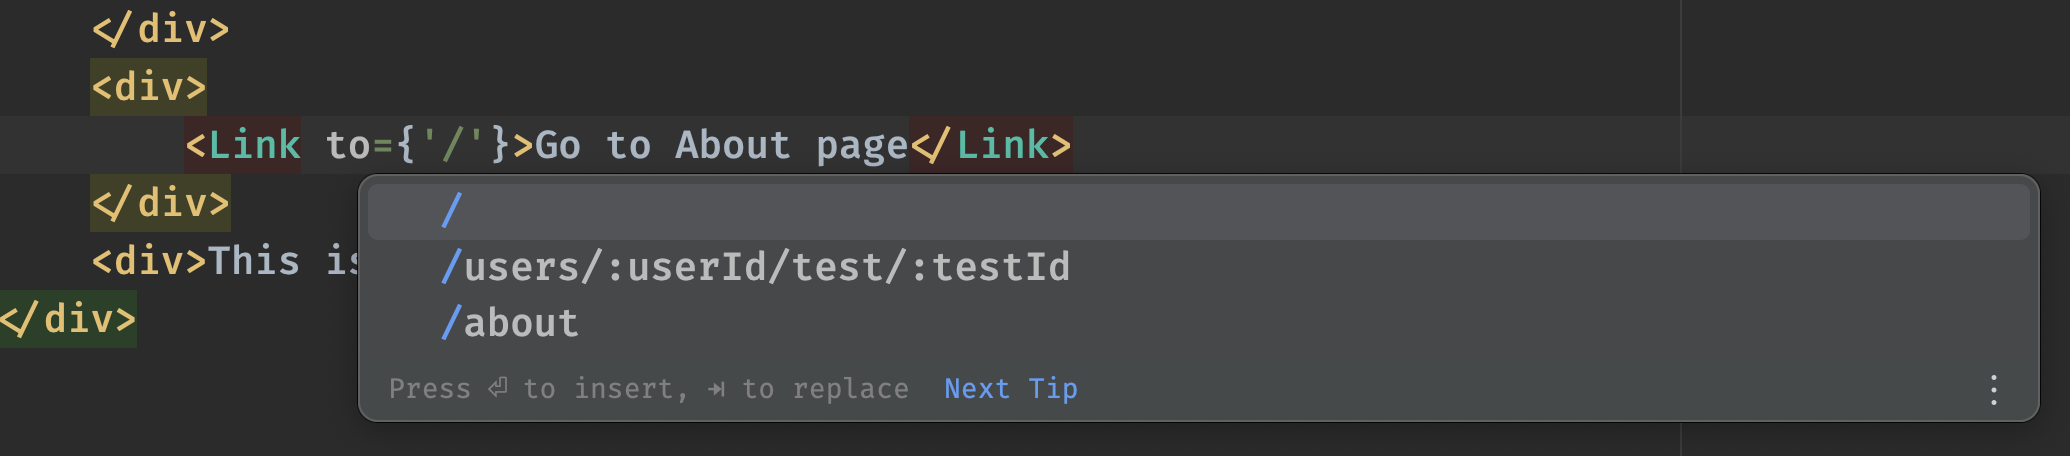 </div>
<div>
<Link to={'/'}>Go to About page</Link>
/
</div>
/users/:userId/test/:testId
<div>This is
/about
</div>
Press ⏎ to insert, ⇥ to replace Next Tip